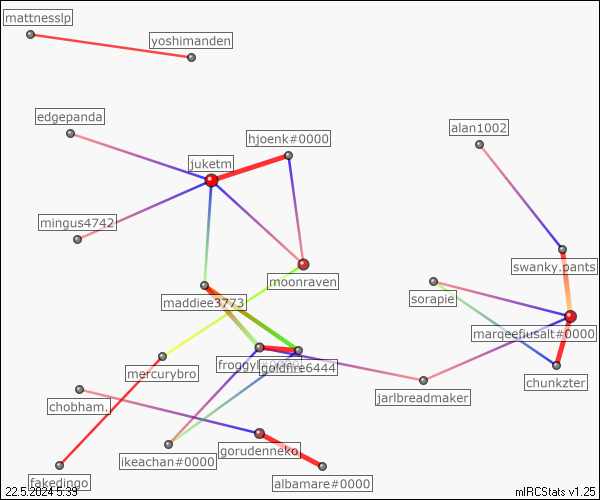 mattnesslp
yoshimanden
edgepanda
alan1002
hjoenk#0000
juketm
mingus4742
swanky.pants
moonraven
sorapie
maddiee3773
marqeefiusalt#0000
goldfire6444
mercurybro
chunkzter
jarlbreadmaker
chobham.
gorudenneko
ikeachan#0000
fakedingo
albamare#0000
22.5.2024 5:39
mIRCStats v1.25